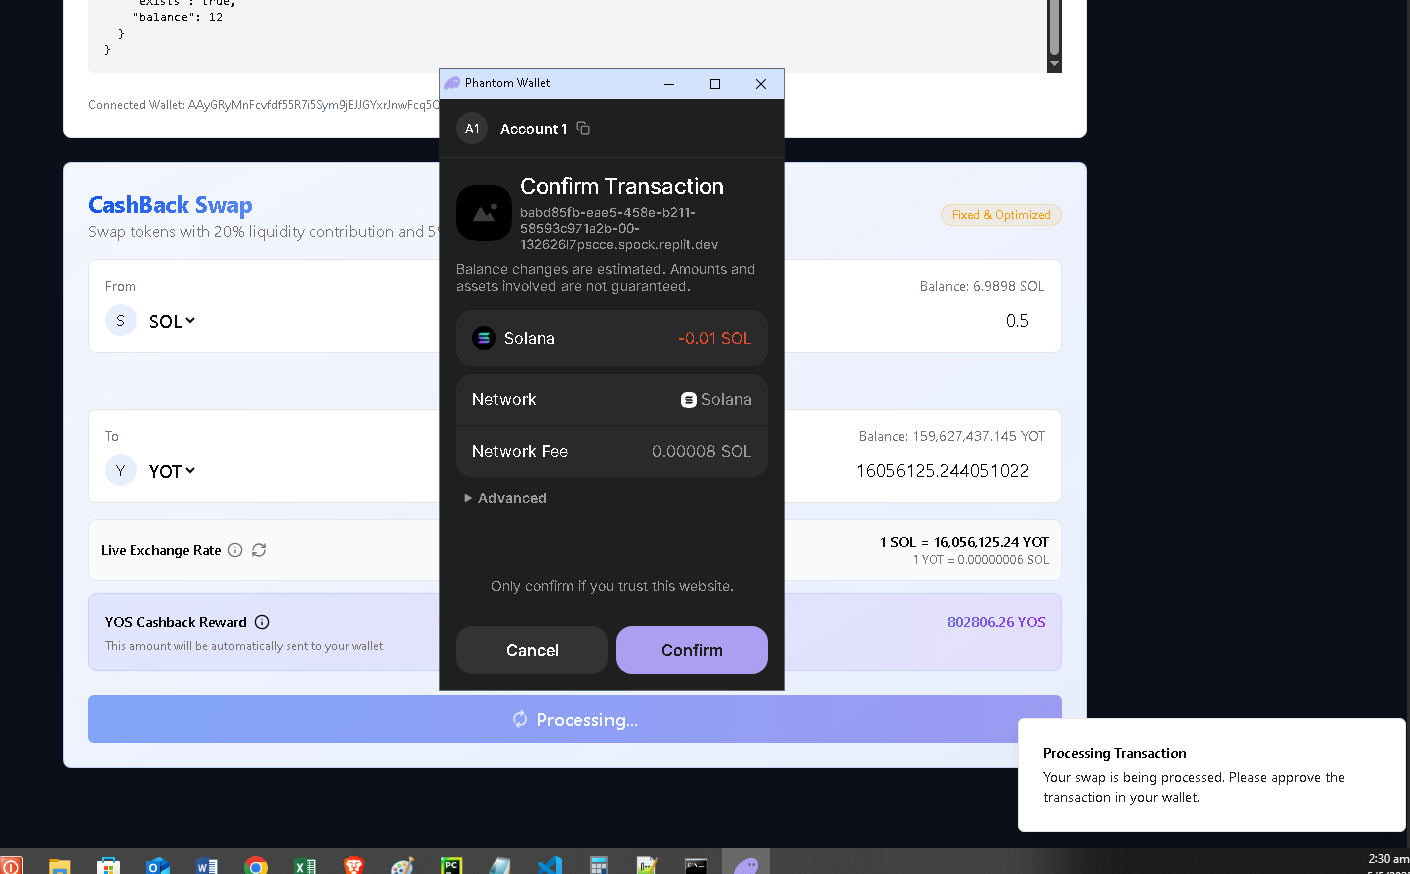 "exists": true,
"balance": 12
}
}
Connected Wallet:
Phantom Wallet
A1
Account 1
Confirm Transaction
babd85fb-eae5-458e-b211-
58593c971a2b-00-
132626l7pscce.spock.replit.dev
Balance changes are estimated. Amounts and
assets involved are not guaranteed.
Solana
-0.01 SOL
Network
Solana
Network Fee
0.00008 SOL
Advanced
Only confirm if you trust this website.
Cancel
Confirm
CashBack Swap
Swap tokens with 20% liquidity contribution and
Fixed & Optimized
From
Balance: 6.9898 SOL
S
SOL
0.5
To
Balance: 159,627,437.145 YOT
Y
YOT
16056125.244051022
Live Exchange Rate
1 SOL = 16,056,125.24 YOT
1 YOT = 0.00000006 SOL
YOS Cashback Reward
802806.26 YOS
This amount will be automatically sent to your wallet
Processing...
Processing Transaction
Your swap is being processed. Please approve the
transaction in your wallet.
2:30 am